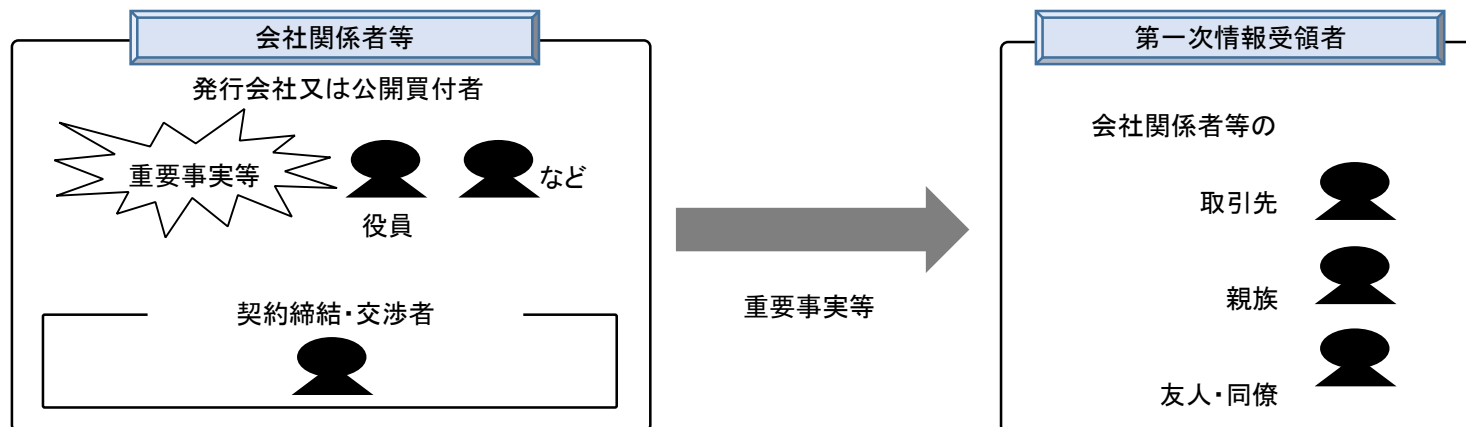 会社関係者等
発行会社又は公開買付者
重要事実等
など
役員
契約締結・交渉者
重要事実等
第一次情報受領者
会社関係者等の
取引先
親族
友人・同僚